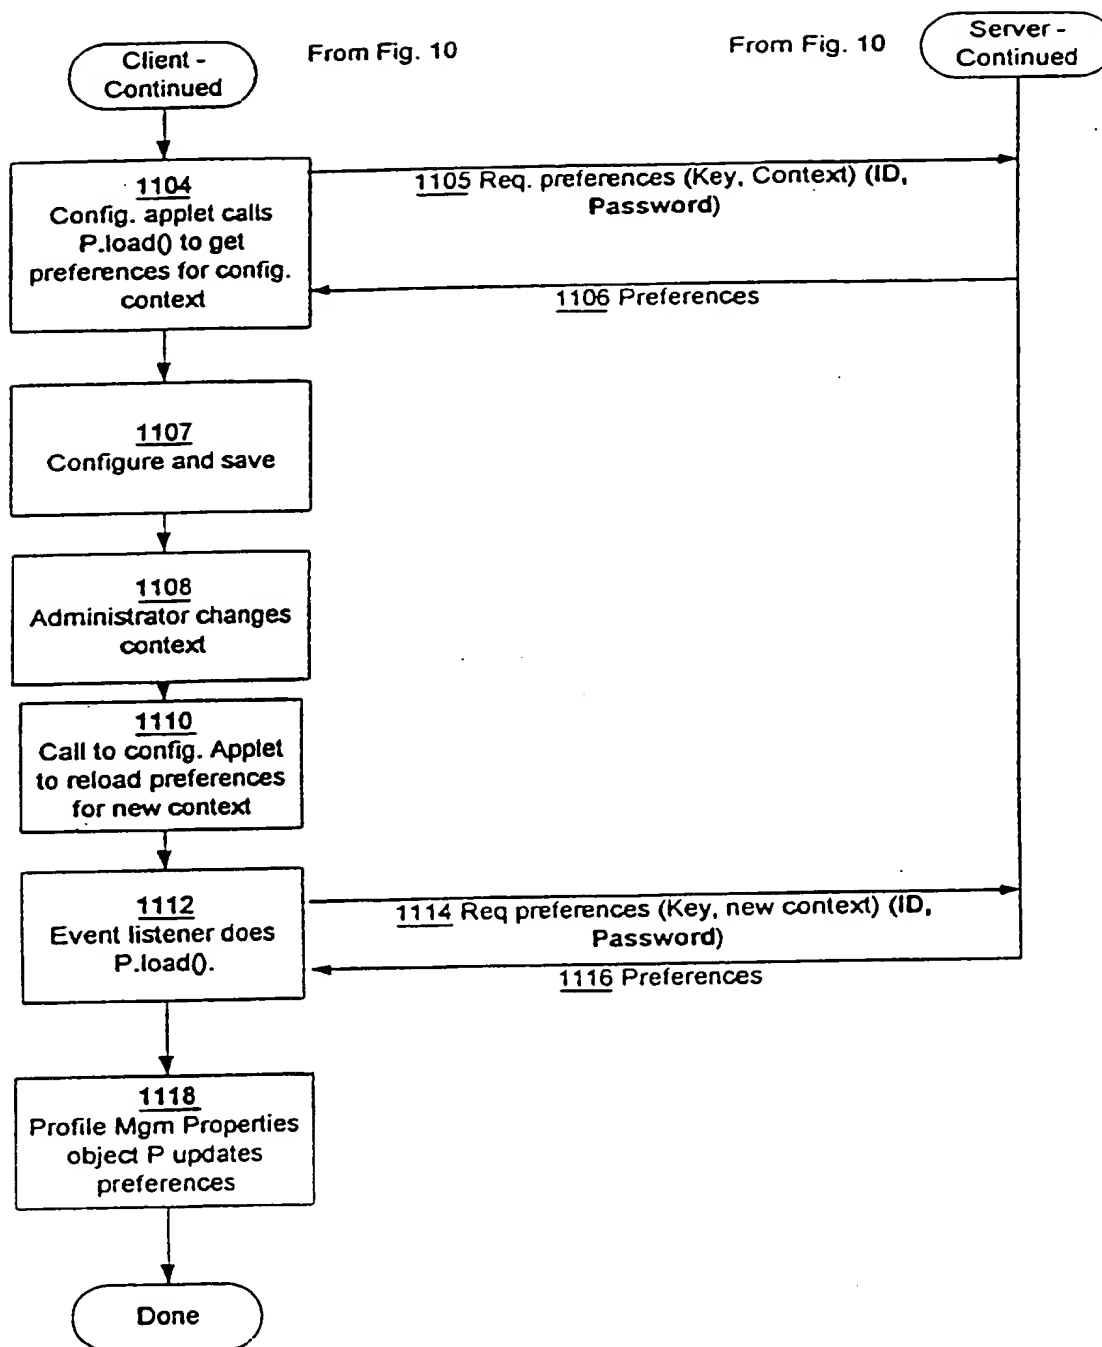 Client -
Continued
From Fig. 10
From Fig. 10
Server -
Continued
1104
Config. applet calls
P.load() to get
preferences for config.
context
1105 Req. preferences (Key, Context) (ID,
Password)
1106 Preferences
1107
Configure and save
1108
Administrator changes
context
1110
Call to config. Applet
to reload preferences
for new context
1112
Event listener does
P.load().
1114 Req preferences (Key, new context) (ID,
Password)
1116 Preferences
1118
Profile Mgm Properties
object P updates
preferences
Done